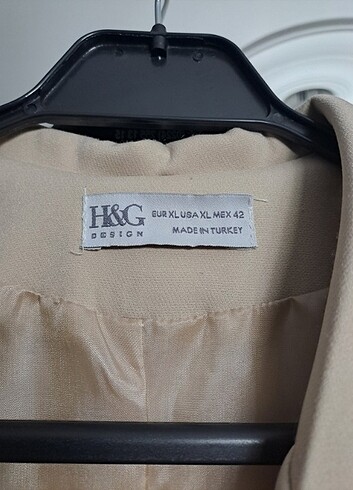 H&G
DESIGN
EUR XL USA XL MEX 42
MADE IN TURKEY